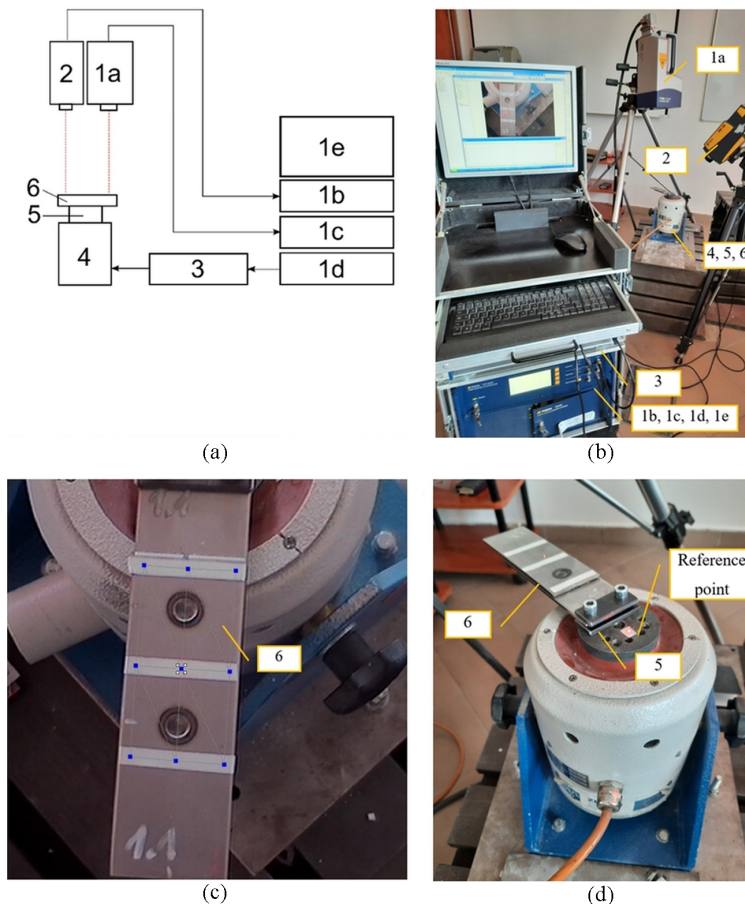 2
1a
1e
6
1b
5
1c
4
3
1d
(a)
1a
2
4, 5, 6
3
1b, 1c, 1d, 1e
(b)
1.1
6
1.1
(c)
Reference
point
6
5
(d)